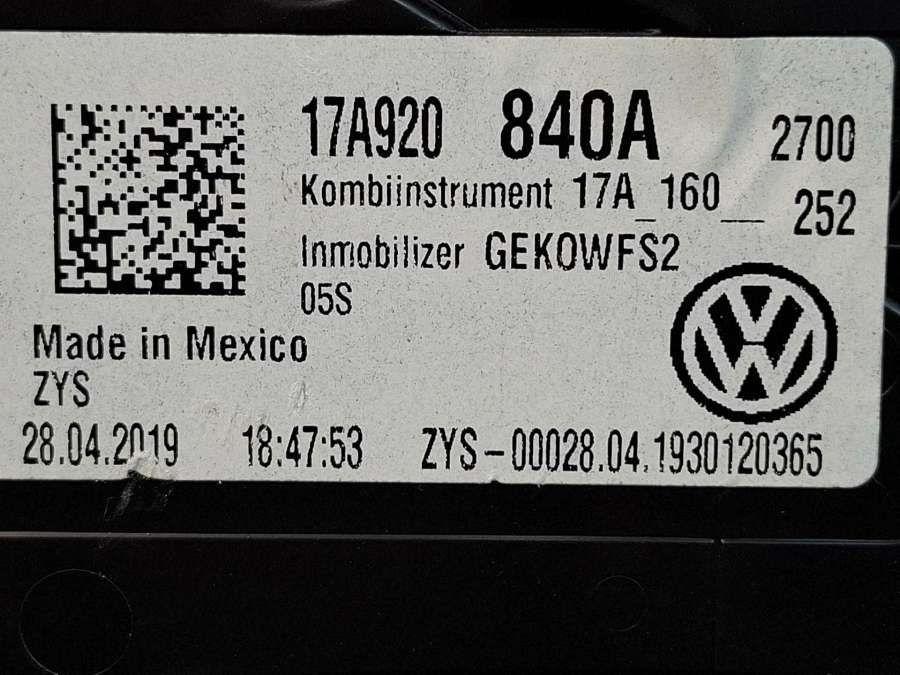 17A920 840A 2700
Kombiinstrument 17A_160__ 252
Inmobilizer GEKOWFS2
05S
Made in Mexico
ZYS
28.04.2019 18:47:53 ZYS-00028.04.1930120365